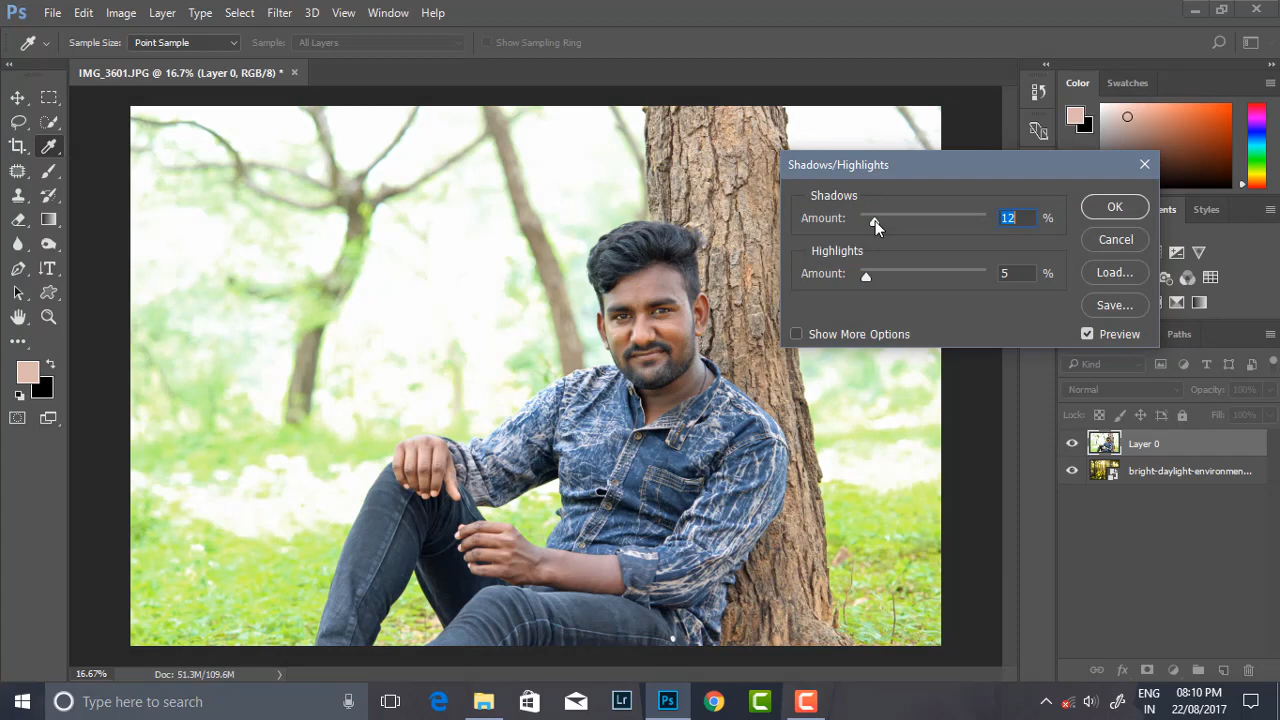 Ps File Edit Image Layer Type Select Filter 3D View Window Help
Sample Size: Point Sample Sample: All Layers Show Sampling Ring
IMG_3601.JPG @ 16.7% (Layer 0, RGB/8) *
Color Swatches
Shadows/Highlights
Shadows
Amount: 12 %
Highlights
Amount: 5 %
Show More Options
OK
Cancel
Load...
Save...
Preview
Styles
Paths
Kind
Normal Opacity: 100%
Lock: Fill: 100%
Layer 0
bright-daylight-environmen...
16.67% Doc: 51.3M/109.6M
Type here to search
Lr
Ps
ENG
IN
08:10 PM
22/08/2017